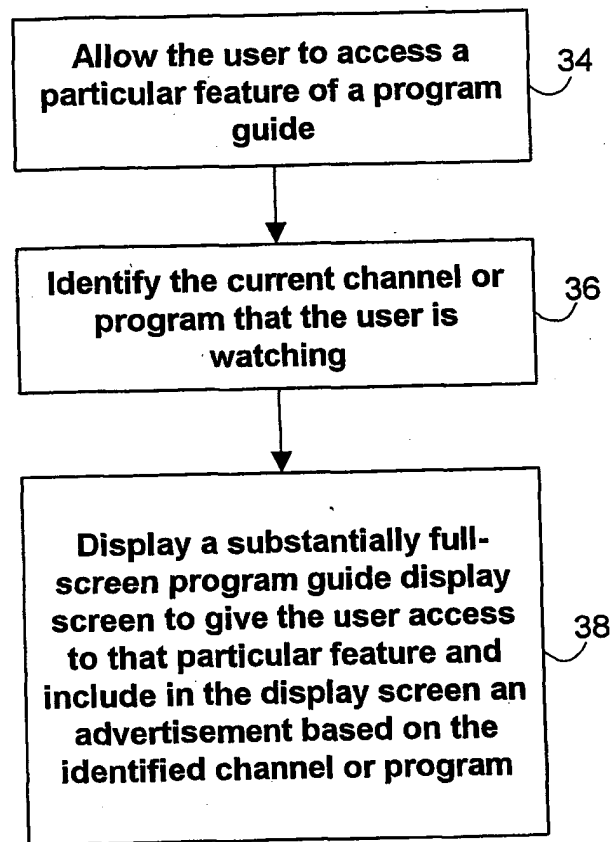 Allow the user to access a
particular feature of a program
guide
34
Identify the current channel or
program that the user is
watching
36
Display a substantially full-
screen program guide display
screen to give the user access
to that particular feature and
include in the display screen an
advertisement based on the
identified channel or program
38